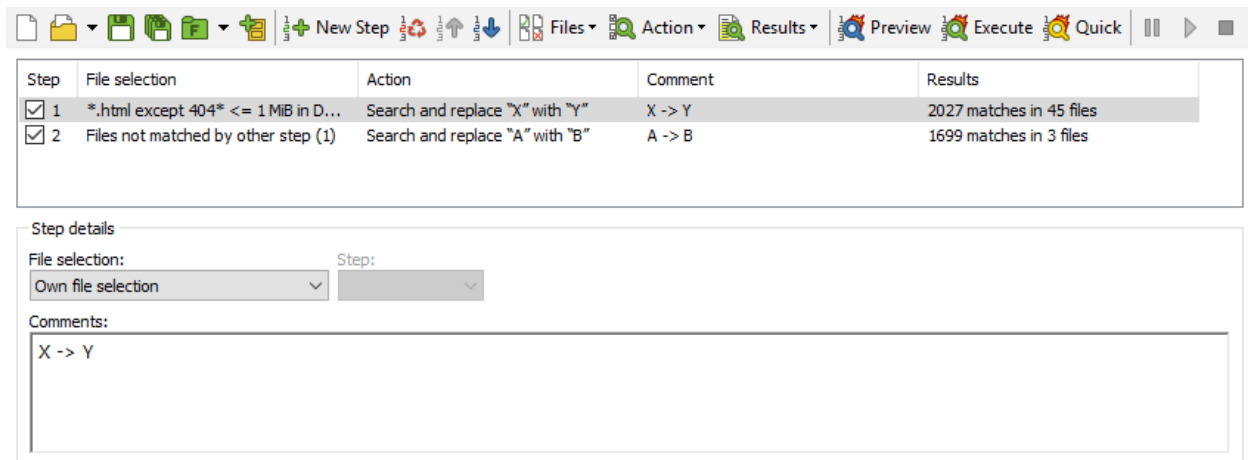 New Step Files Action Results Preview Execute Quick
Step File selection Action Comment Results
1 *.html except 404* <= 1 MiB in D... Search and replace “X” with “Y” X -> Y 2027 matches in 45 files
2 Files not matched by other step (1) Search and replace “A” with “B” A -> B 1699 matches in 3 files
Step details
File selection: Step:
Own file selection
Comments:
X -> Y